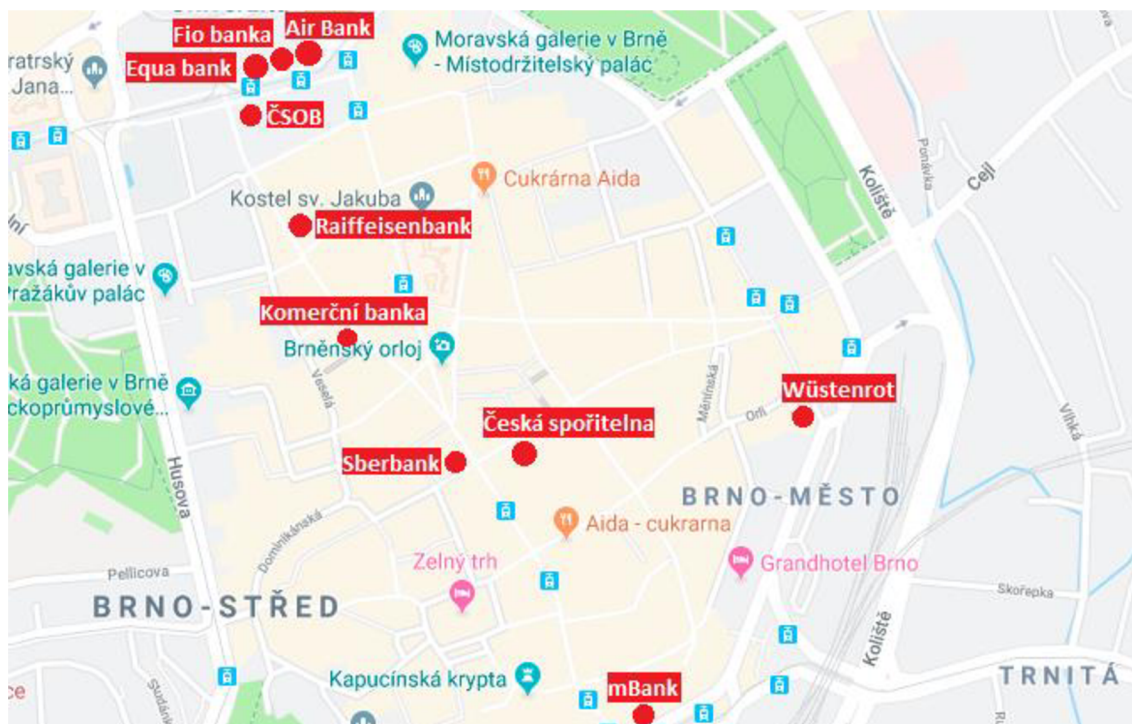 Fio banka
Air Bank
Equa bank
ČSOB
Moravská galerie v Brně
- Místodržitelský palác
ratrský
Jana...
Cukrárna Aida
Kostel sv. Jakuba
Raiffeisenbank
Koliště
Ponávka
Cejl
avská galerie v
Pražákův palác
Komerční banka
Brněnský orloj
ká galerie v Brně
ckoprůmyslové...
Veselá
Měnínská
Orlí
Wüstenrot
Vlhká
Česká spořitelna
Sberbank
Husova
BRNO-MĚSTO
Aida - cukrarna
Dominikánská
Zelný trh
Grandhotel Brno
Pellicova
Skořepka
BRNO-STŘED
Koliště
Kapucínská krypta
mBank
TRNITÁ